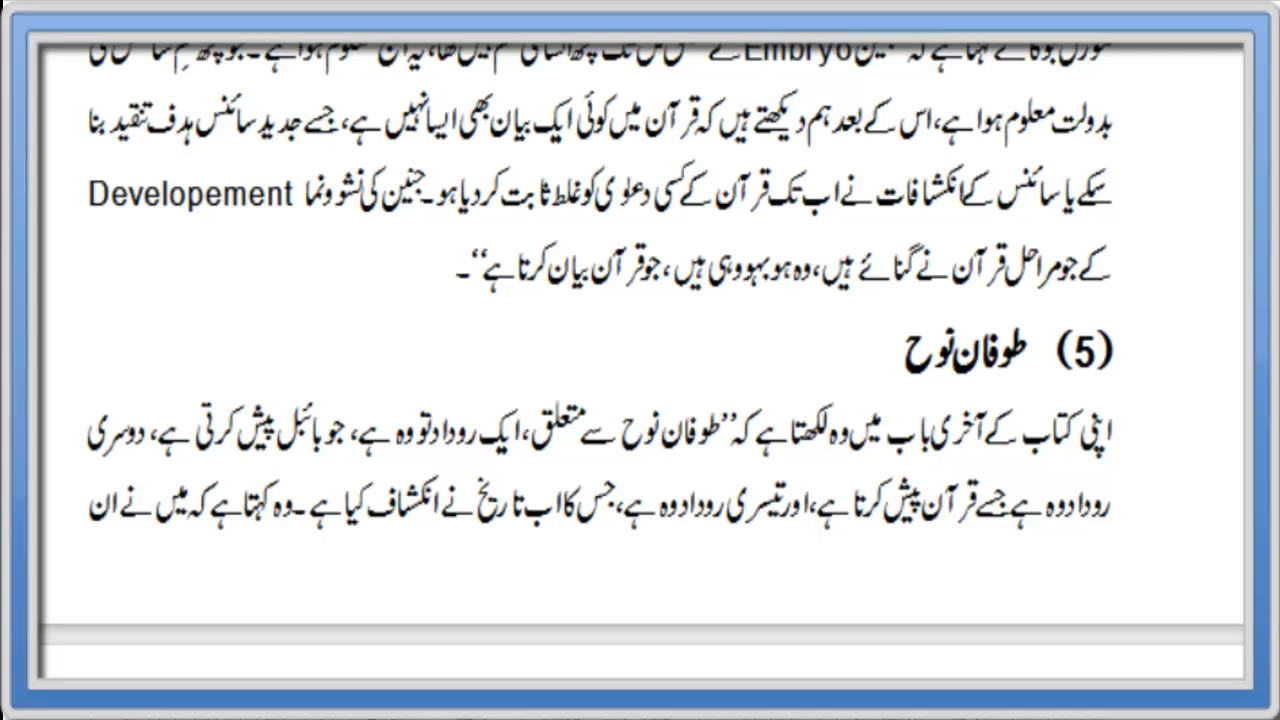 بدولت معلوم ہوا ہے، اس کے بعد ہم دیکھتے ہیں کہ قرآن میں کوئی ایک بیان بھی ایسا نہیں ہے، جسے جدید سائنس ہدف تنقید بنا
سکے یا سائنس کے انکشافات نے اب تک قرآن کے کسی دعلوی کو غلط ثابت کر دیا ہو۔ جنین کی نشوونما Developement
کے جو مراحل قرآن نے گنائے ہیں، وہ ہو بہو وہی ہیں، جو قرآن بیان کرتا ہے‘‘۔
(5) طوفان نوح
اپنی کتاب کے آخری باب میں وہ لکھتا ہے کہ ’’طوفان نوح سے متعلق، ایک روداد تو وہ ہے، جو بائبل پیش کرتی ہے، دوسری
روداد وہ ہے جسے قرآن پیش کرتا ہے، اور تیسری روداد وہ ہے، جس کا اب تاریخ نے انکشاف کیا ہے۔ وہ کہتا ہے کہ میں نے ان